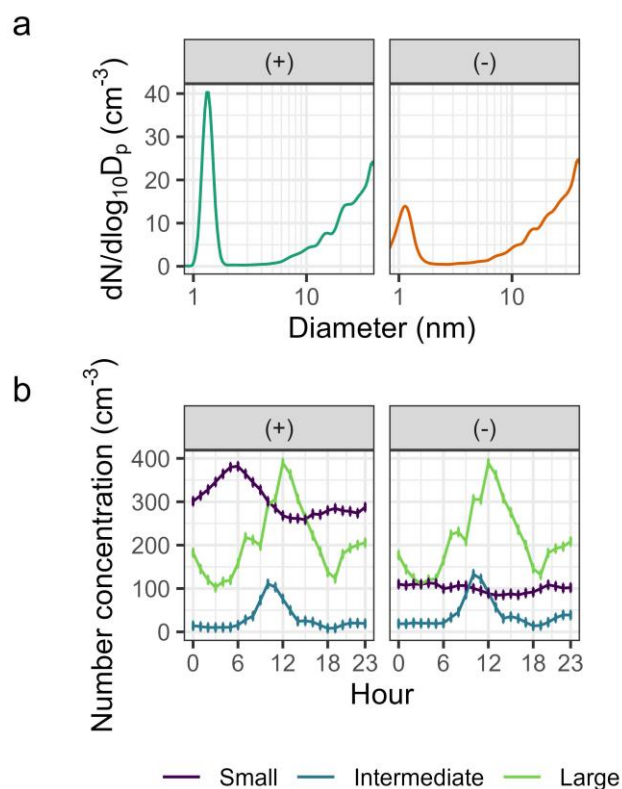 a
(+) (-)
dN/dlog₁₀Dₚ (cm⁻³)
40
30
20
10
0
1 10 1 10
Diameter (nm)
b
(+) (-)
Number concentration (cm⁻³)
400
300
200
100
0
0 6 12 18 23 0 6 12 18 23
Hour
Small Intermediate Large